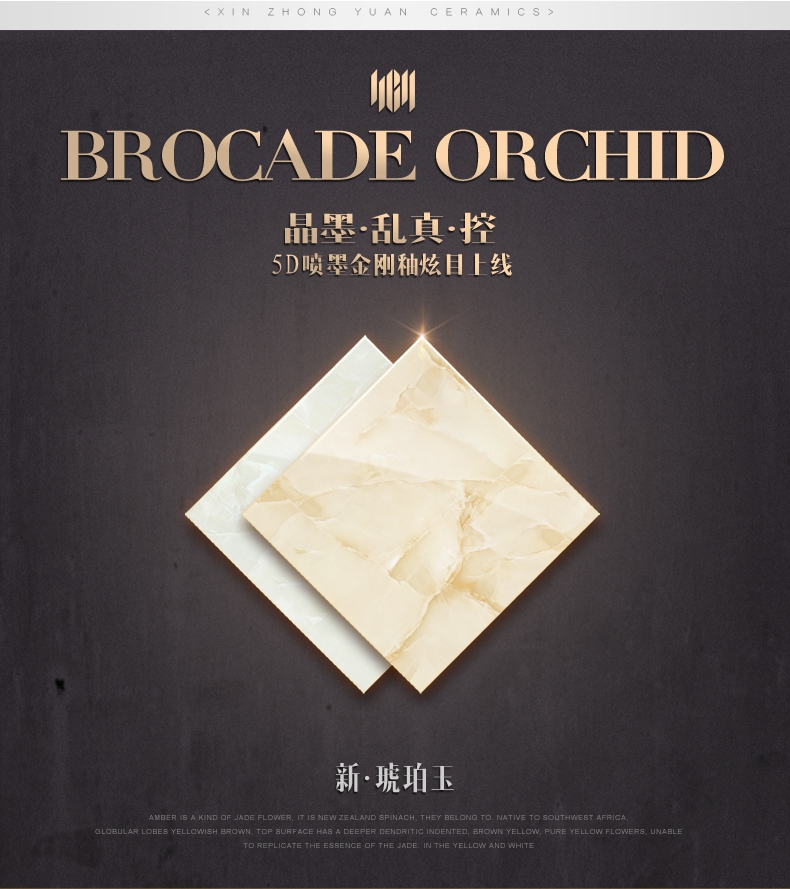 <XIN ZHONG YUAN CERAMICS>
BROCADE ORCHID
晶墨·乱真·控
5D喷墨金刚釉炫目上线
新·琥珀玉
AMBER IS A KIND OF JADE FLOWER, IT IS NEW ZEALAND SPINACH, THEY BELONG TO. NATIVE TO SOUTHWEST AFRICA,
GLOBULAR LOBES YELLOWISH BROWN, TOP SURFACE HAS A DEEPER DENDRITIC INDENTED, BROWN YELLOW, PURE YELLOW FLOWERS, UNABLE
TO REPLICATE THE ESSENCE OF THE JADE. IN THE YELLOW AND WHITE